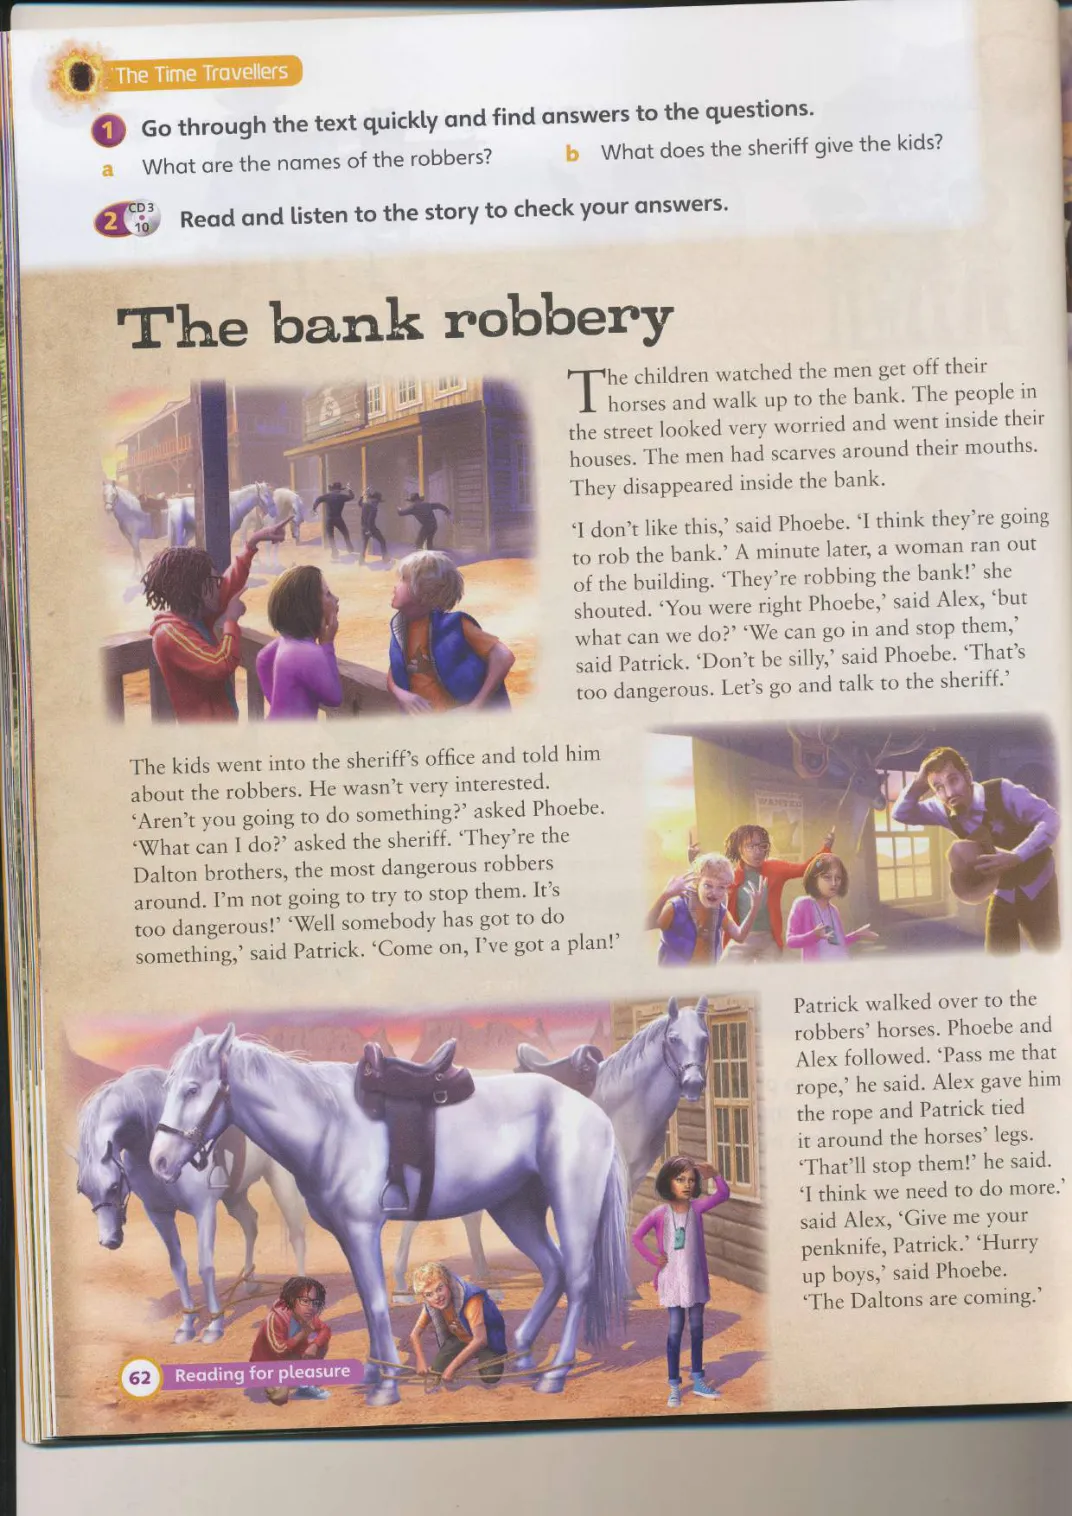 The Time Travellers
1 Go through the text quickly and find answers to the questions.
a What are the names of the robbers?
b What does the sheriff give the kids?
2 CD 3 10 Read and listen to the story to check your answers.
The bank robbery
The children watched the men get off their
horses and walk up to the bank. The people in
the street looked very worried and went inside their
houses. The men had scarves around their mouths.
They disappeared inside the bank.
‘I don’t like this,’ said Phoebe. ‘I think they’re going
to rob the bank.’ A minute later, a woman ran out
of the building. ‘They’re robbing the bank!’ she
shouted. ‘You were right Phoebe,’ said Alex, ‘but
what can we do?’ ‘We can go in and stop them,’
said Patrick. ‘Don’t be silly,’ said Phoebe. ‘That’s
too dangerous. Let’s go and talk to the sheriff.’
The kids went into the sheriff’s office and told him
about the robbers. He wasn’t very interested.
‘Aren’t you going to do something?’ asked Phoebe.
‘What can I do?’ asked the sheriff. ‘They’re the
Dalton brothers, the most dangerous robbers
around. I’m not going to try to stop them. It’s
too dangerous!’ ‘Well somebody has got to do
something,’ said Patrick. ‘Come on, I’ve got a plan!’
WANTED
Patrick walked over to the
robbers’ horses. Phoebe and
Alex followed. ‘Pass me that
rope,’ he said. Alex gave him
the rope and Patrick tied
it around the horses’ legs.
‘That’ll stop them!’ he said.
‘I think we need to do more.’
said Alex, ‘Give me your
penknife, Patrick.’ ‘Hurry
up boys,’ said Phoebe.
‘The Daltons are coming.’
62 Reading for pleasure